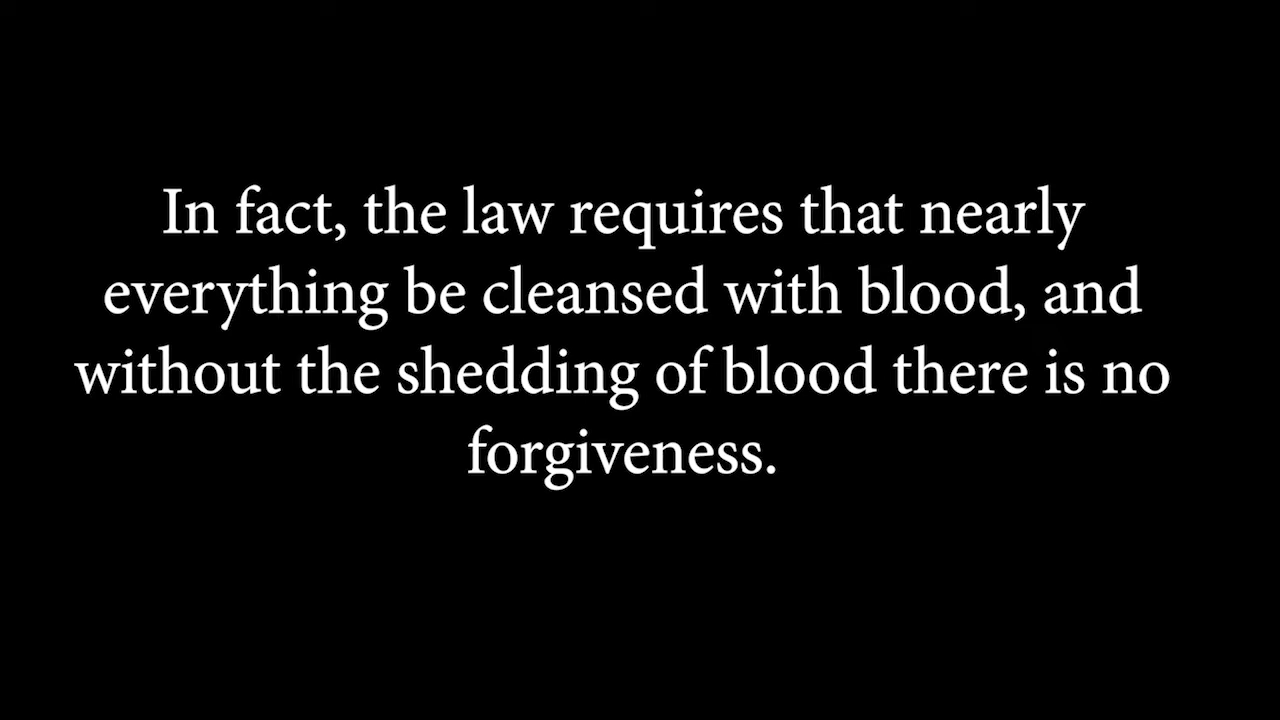 In fact, the law requires that nearly
everything be cleansed with blood, and
without the shedding of blood there is no
forgiveness.